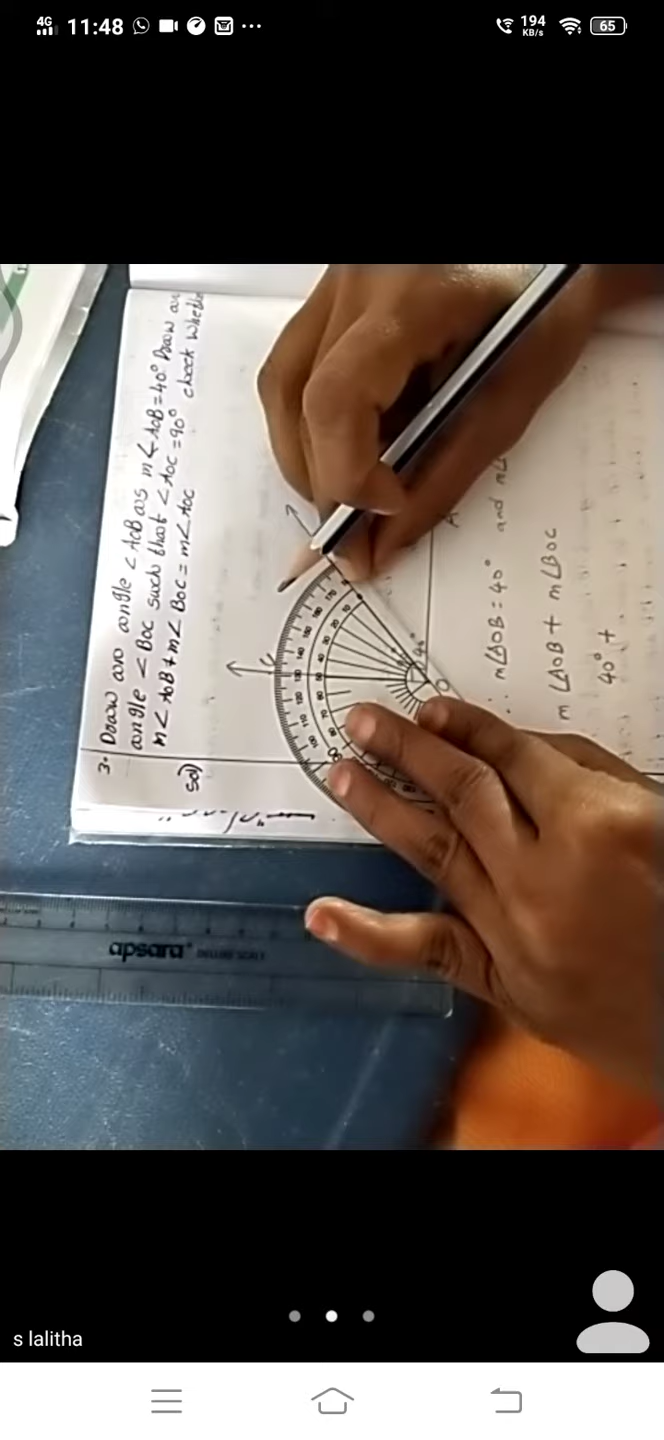 4G 11:48 ... 194 KB/s 65
3. Draw an angle < AOB as m < AOB = 40° Draw an
angle < BOC such that < AOC = 90° check whether
m < AOB + m < BOC = m < AOC
Sol)
C
40°
O
A
∴ m∠AOB = 40° and m∠
m ∠AOB + m∠BOC
40° +
apsara
s lalitha